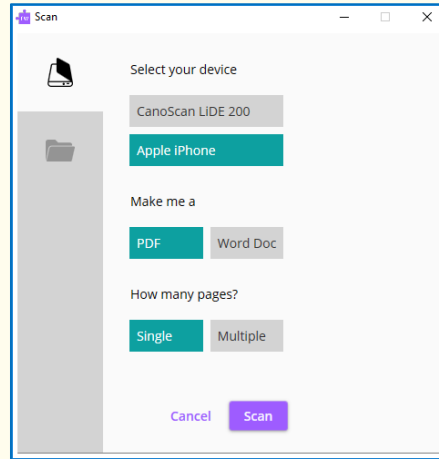 Scan
Select your device
CanoScan LiDE 200
Apple iPhone
Make me a
PDF Word Doc
How many pages?
Single Multiple
Cancel Scan